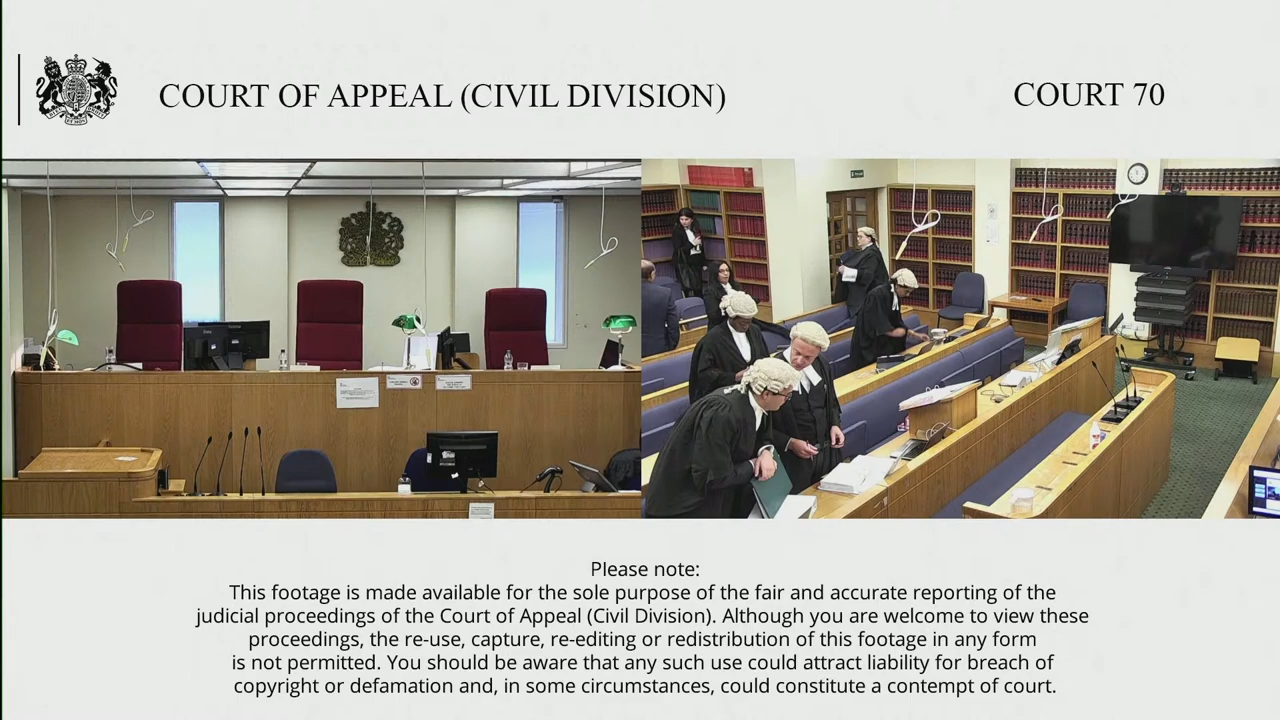 COURT OF APPEAL (CIVIL DIVISION)
COURT 70
Please note:
This footage is made available for the sole purpose of the fair and accurate reporting of the
judicial proceedings of the Court of Appeal (Civil Division). Although you are welcome to view these
proceedings, the re-use, capture, re-editing or redistribution of this footage in any form
is not permitted. You should be aware that any such use could attract liability for breach of
copyright or defamation and, in some circumstances, could constitute a contempt of court.